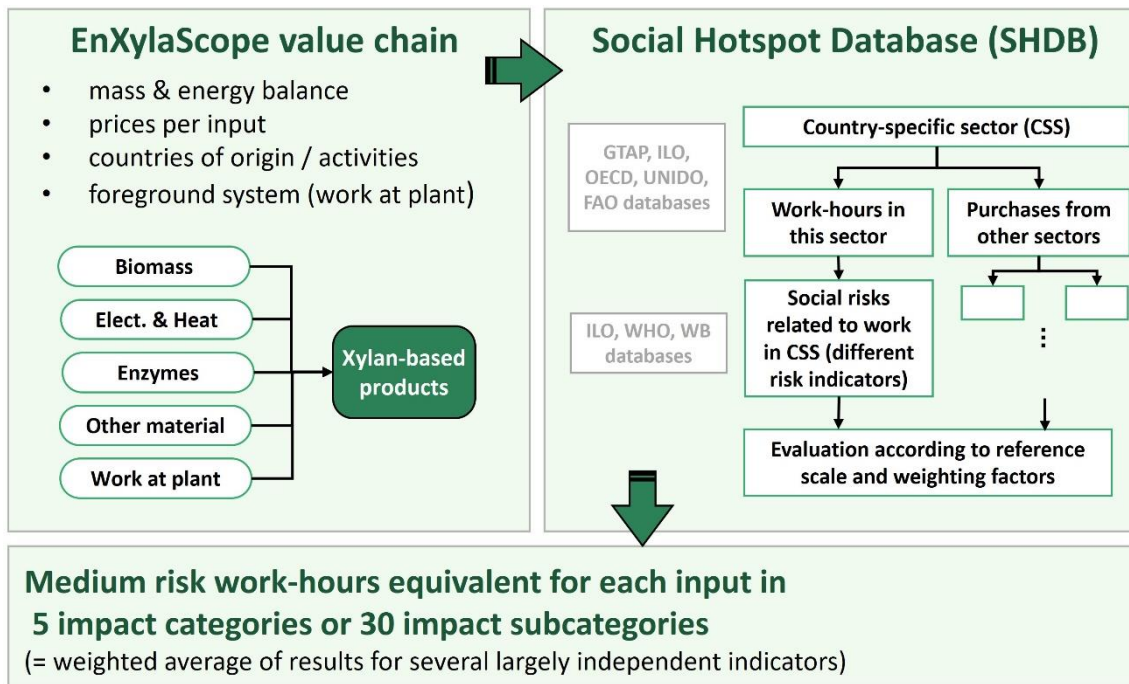 EnXylaScope value chain
• mass & energy balance
• prices per input
• countries of origin / activities
• foreground system (work at plant)
Biomass
Elect. & Heat
Enzymes
Other material
Work at plant
Xylan-based
products
Social Hotspot Database (SHDB)
GTAP, ILO,
OECD, UNIDO,
FAO databases
ILO, WHO, WB
databases
Country-specific sector (CSS)
Work-hours in
this sector
Purchases from
other sectors
Social risks
related to work
in CSS (different
risk indicators)
...
Evaluation according to reference
scale and weighting factors
Medium risk work-hours equivalent for each input in
5 impact categories or 30 impact subcategories
(= weighted average of results for several largely independent indicators)